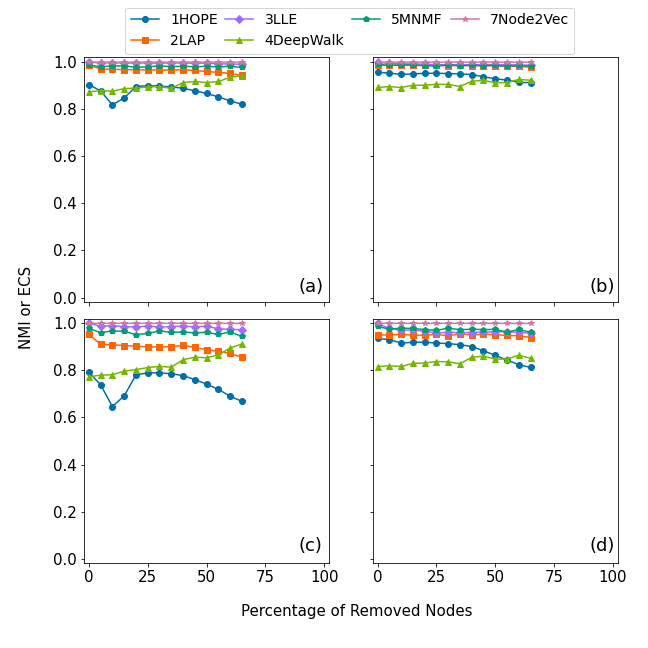 1HOPE 3LLE 5MNMF 7Node2Vec
2LAP 4DeepWalk
1.0
0.8
0.6
0.4
0.2
0.0
(a)
(b)
NMI or ECS
1.0
0.8
0.6
0.4
0.2
0.0
(c)
(d)
0 25 50 75 100
0 25 50 75 100
Percentage of Removed Nodes